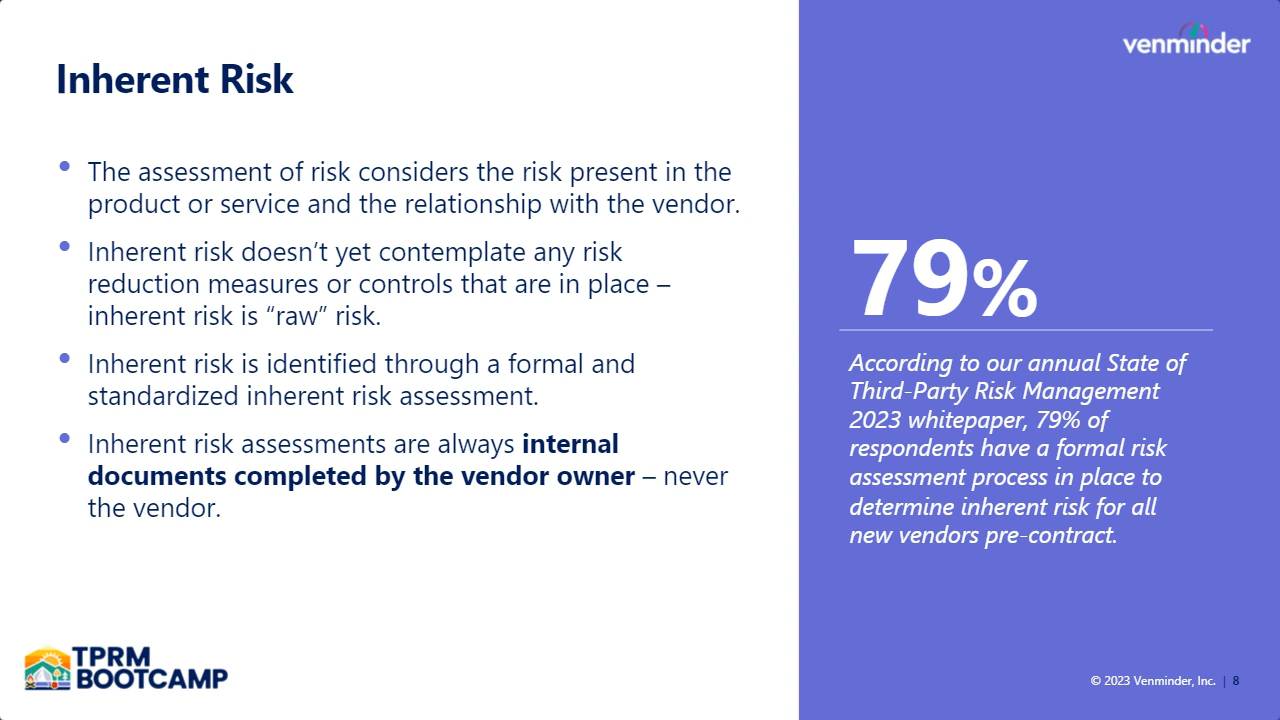 venminder
Inherent Risk
• The assessment of risk considers the risk present in the
product or service and the relationship with the vendor.
• Inherent risk doesn’t yet contemplate any risk
reduction measures or controls that are in place –
inherent risk is “raw” risk.
• Inherent risk is identified through a formal and
standardized inherent risk assessment.
• Inherent risk assessments are always internal
documents completed by the vendor owner – never
the vendor.
79%
According to our annual State of
Third-Party Risk Management
2023 whitepaper, 79% of
respondents have a formal risk
assessment process in place to
determine inherent risk for all
new vendors pre-contract.
TPRM
BOOTCAMP
© 2023 Venminder, Inc. | 8